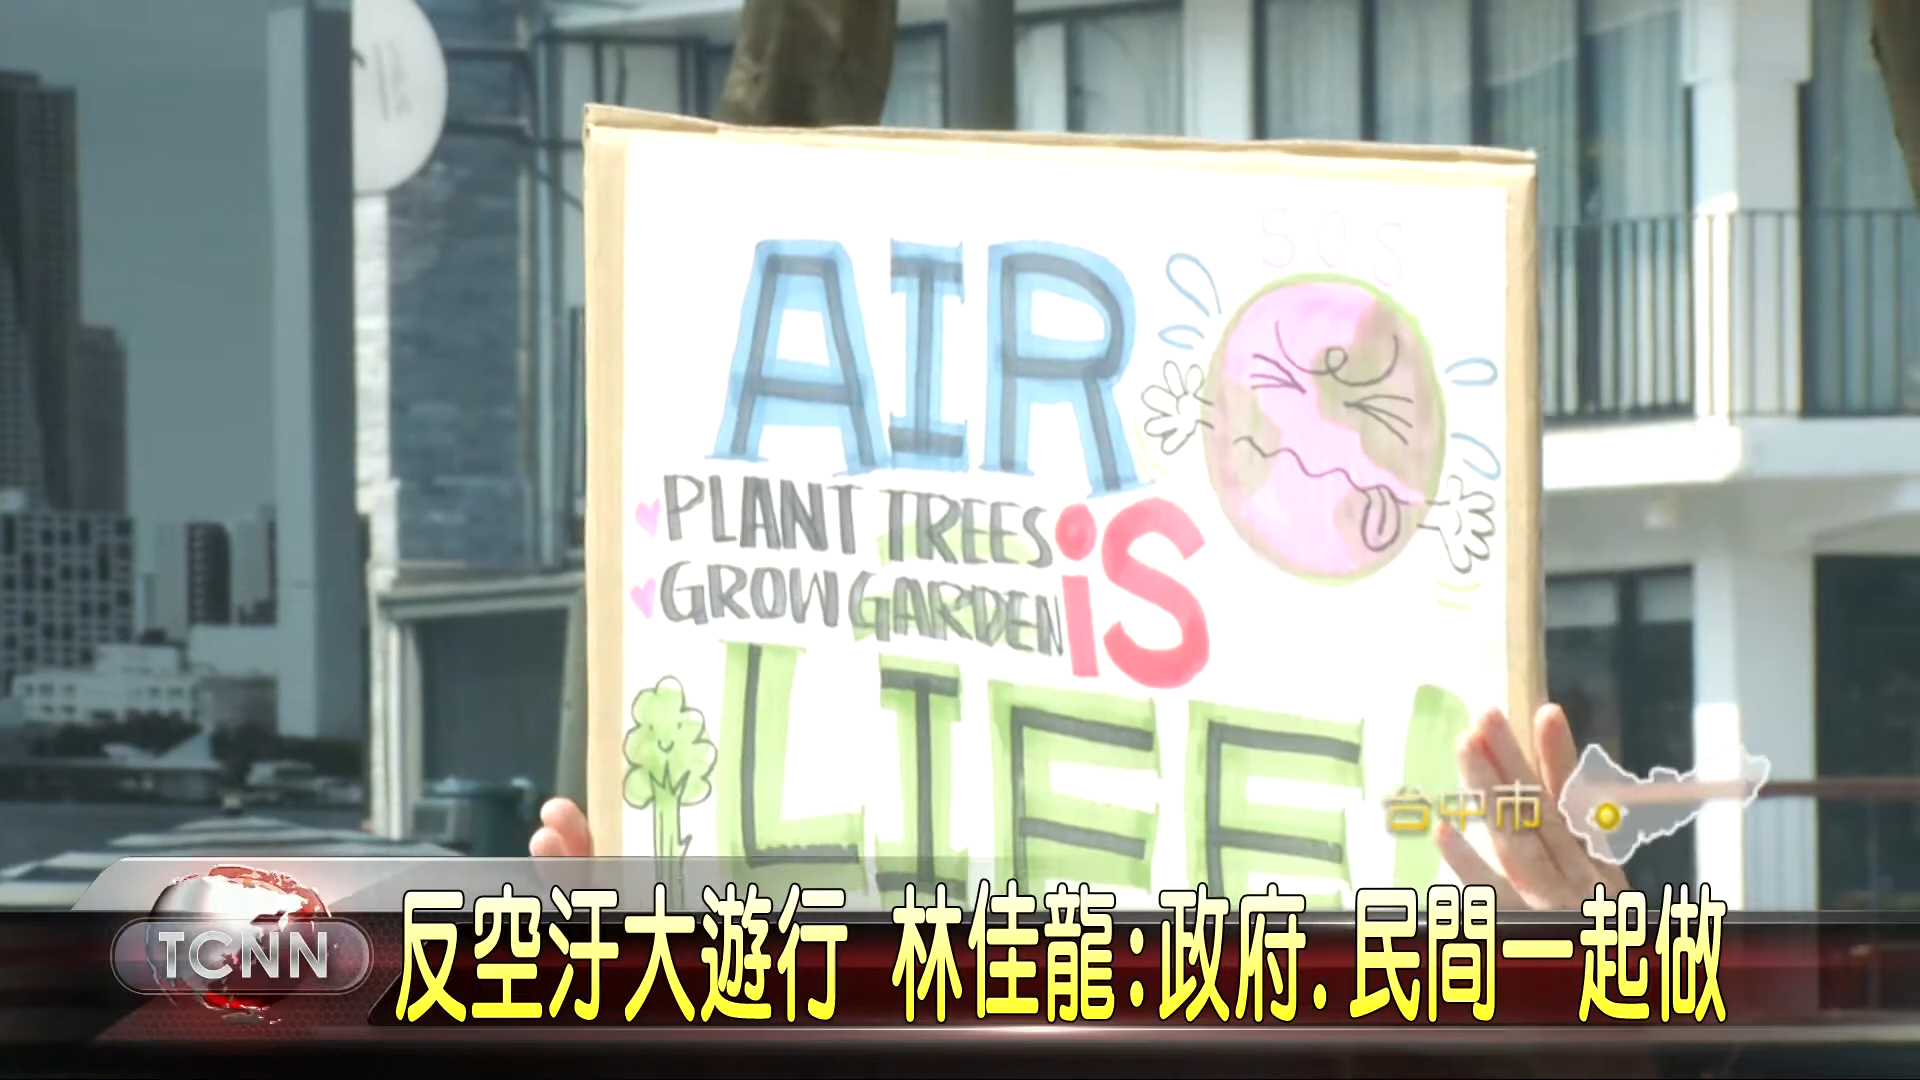 S.O.S
AIR
PLANT TREES
GROW GARDEN
iS
LIFE!
台中市
TCNN
反空汙大遊行 林佳龍:政府.民間一起做